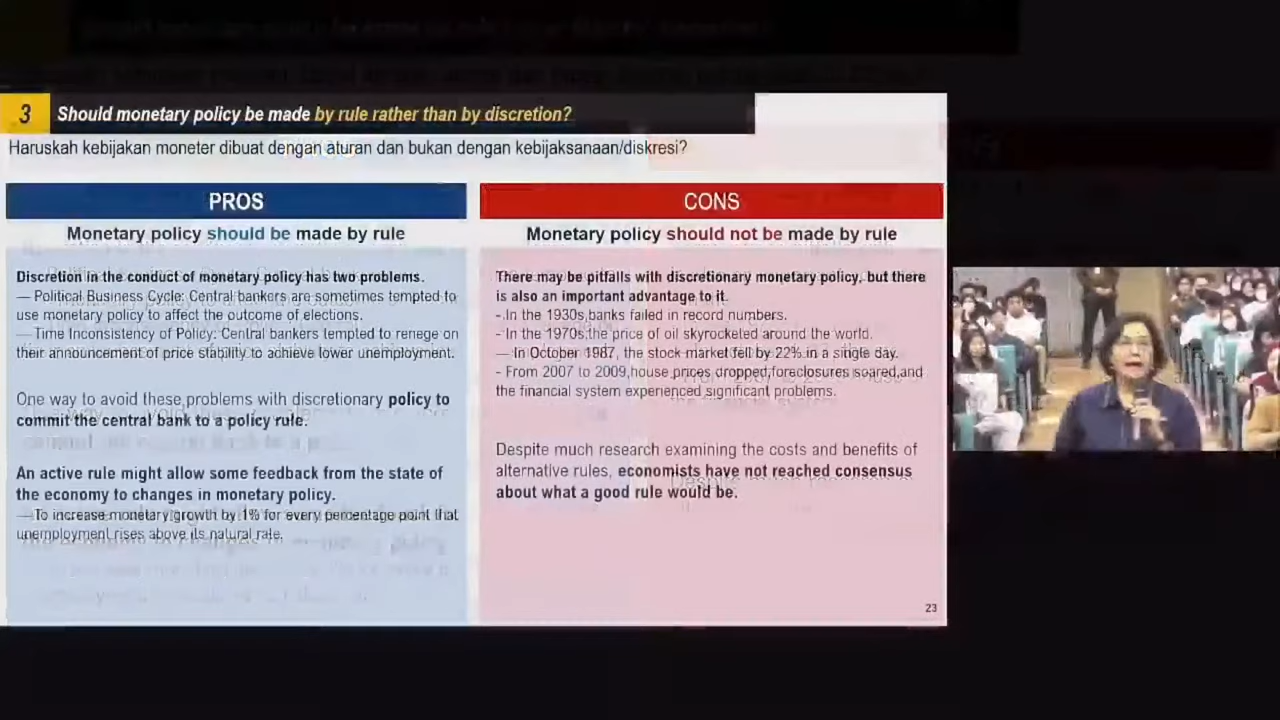 3
Should monetary policy be made by rule rather than by discretion?
Haruskah kebijakan moneter dibuat dengan aturan dan bukan dengan kebijaksanaan/diskresi?
PROS
Monetary policy should be made by rule
Discretion in the conduct of monetary policy has two problems.
— Political Business Cycle: Central bankers are sometimes tempted to
use monetary policy to affect the outcome of elections.
— Time Inconsistency of Policy: Central bankers tempted to renege on
their announcement of price stability to achieve lower unemployment.
One way to avoid these problems with discretionary policy to
commit the central bank to a policy rule.
An active rule might allow some feedback from the state of
the economy to changes in monetary policy.
— To increase monetary growth by 1% for every percentage point that
unemployment rises above its natural rate.
CONS
Monetary policy should not be made by rule
There may be pitfalls with discretionary monetary policy, but there
is also an important advantage to it.
- .In the 1930s,banks failed in record numbers.
- In the 1970s,the price of oil skyrocketed around the world.
— In October 1987, the stock market fell by 22% in a single day.
- From 2007 to 2009,house prices dropped,foreclosures soared,and
the financial system experienced significant problems.
Despite much research examining the costs and benefits of
alternative rules, economists have not reached consensus
about what a good rule would be.
23